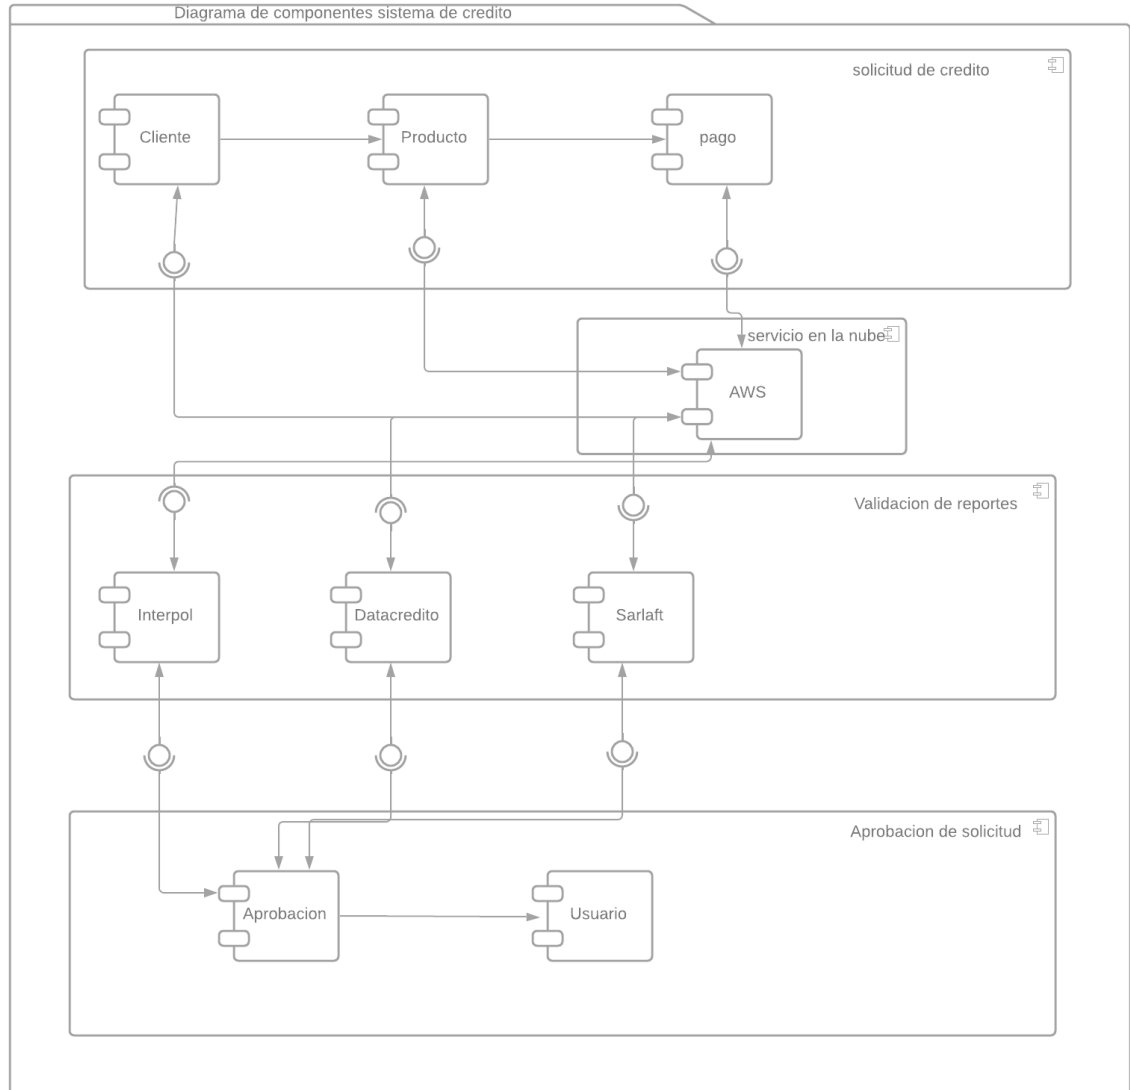 Diagrama de componentes sistema de credito
solicitud de credito
Cliente
Producto
pago
servicio en la nube
AWS
Validacion de reportes
Interpol
Datacredito
Sarlaft
Aprobacion de solicitud
Aprobacion
Usuario